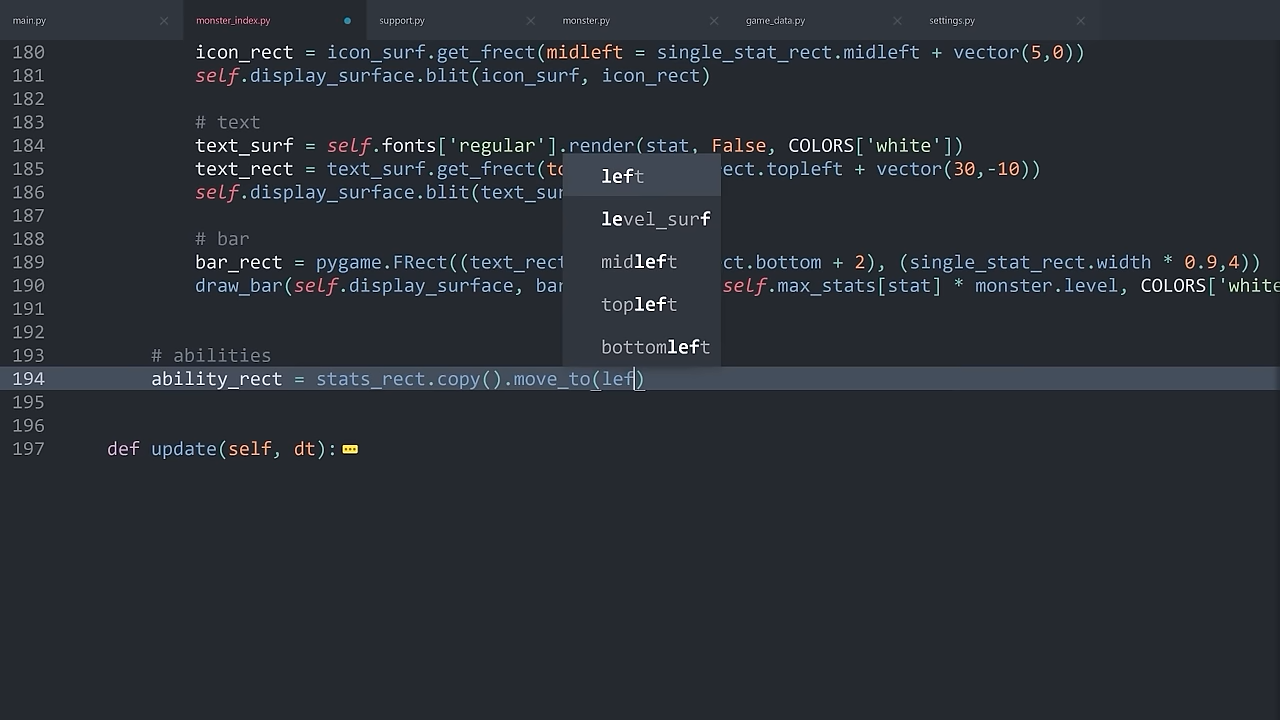 main.py monster_index.py support.py monster.py game_data.py settings.py
180 icon_rect = icon_surf.get_frect(midleft = single_stat_rect.midleft + vector(5,0))
181 self.display_surface.blit(icon_surf, icon_rect)
182
183 # text
184 text_surf = self.fonts['regular'].render(stat, False, COLORS['white'])
185 text_rect = text_surf.get_frect(to ect.topleft + vector(30,-10))
186 self.display_surface.blit(text_sur
187
188 # bar
189 bar_rect = pygame.FRect((text_rect ct.bottom + 2), (single_stat_rect.width * 0.9,4))
190 draw_bar(self.display_surface, bar self.max_stats[stat] * monster.level, COLORS['white
191
192
193 # abilities
194 ability_rect = stats_rect.copy().move_to(lef)
195
196
197 def update(self, dt):
left
level_surf
midleft
topleft
bottomleft